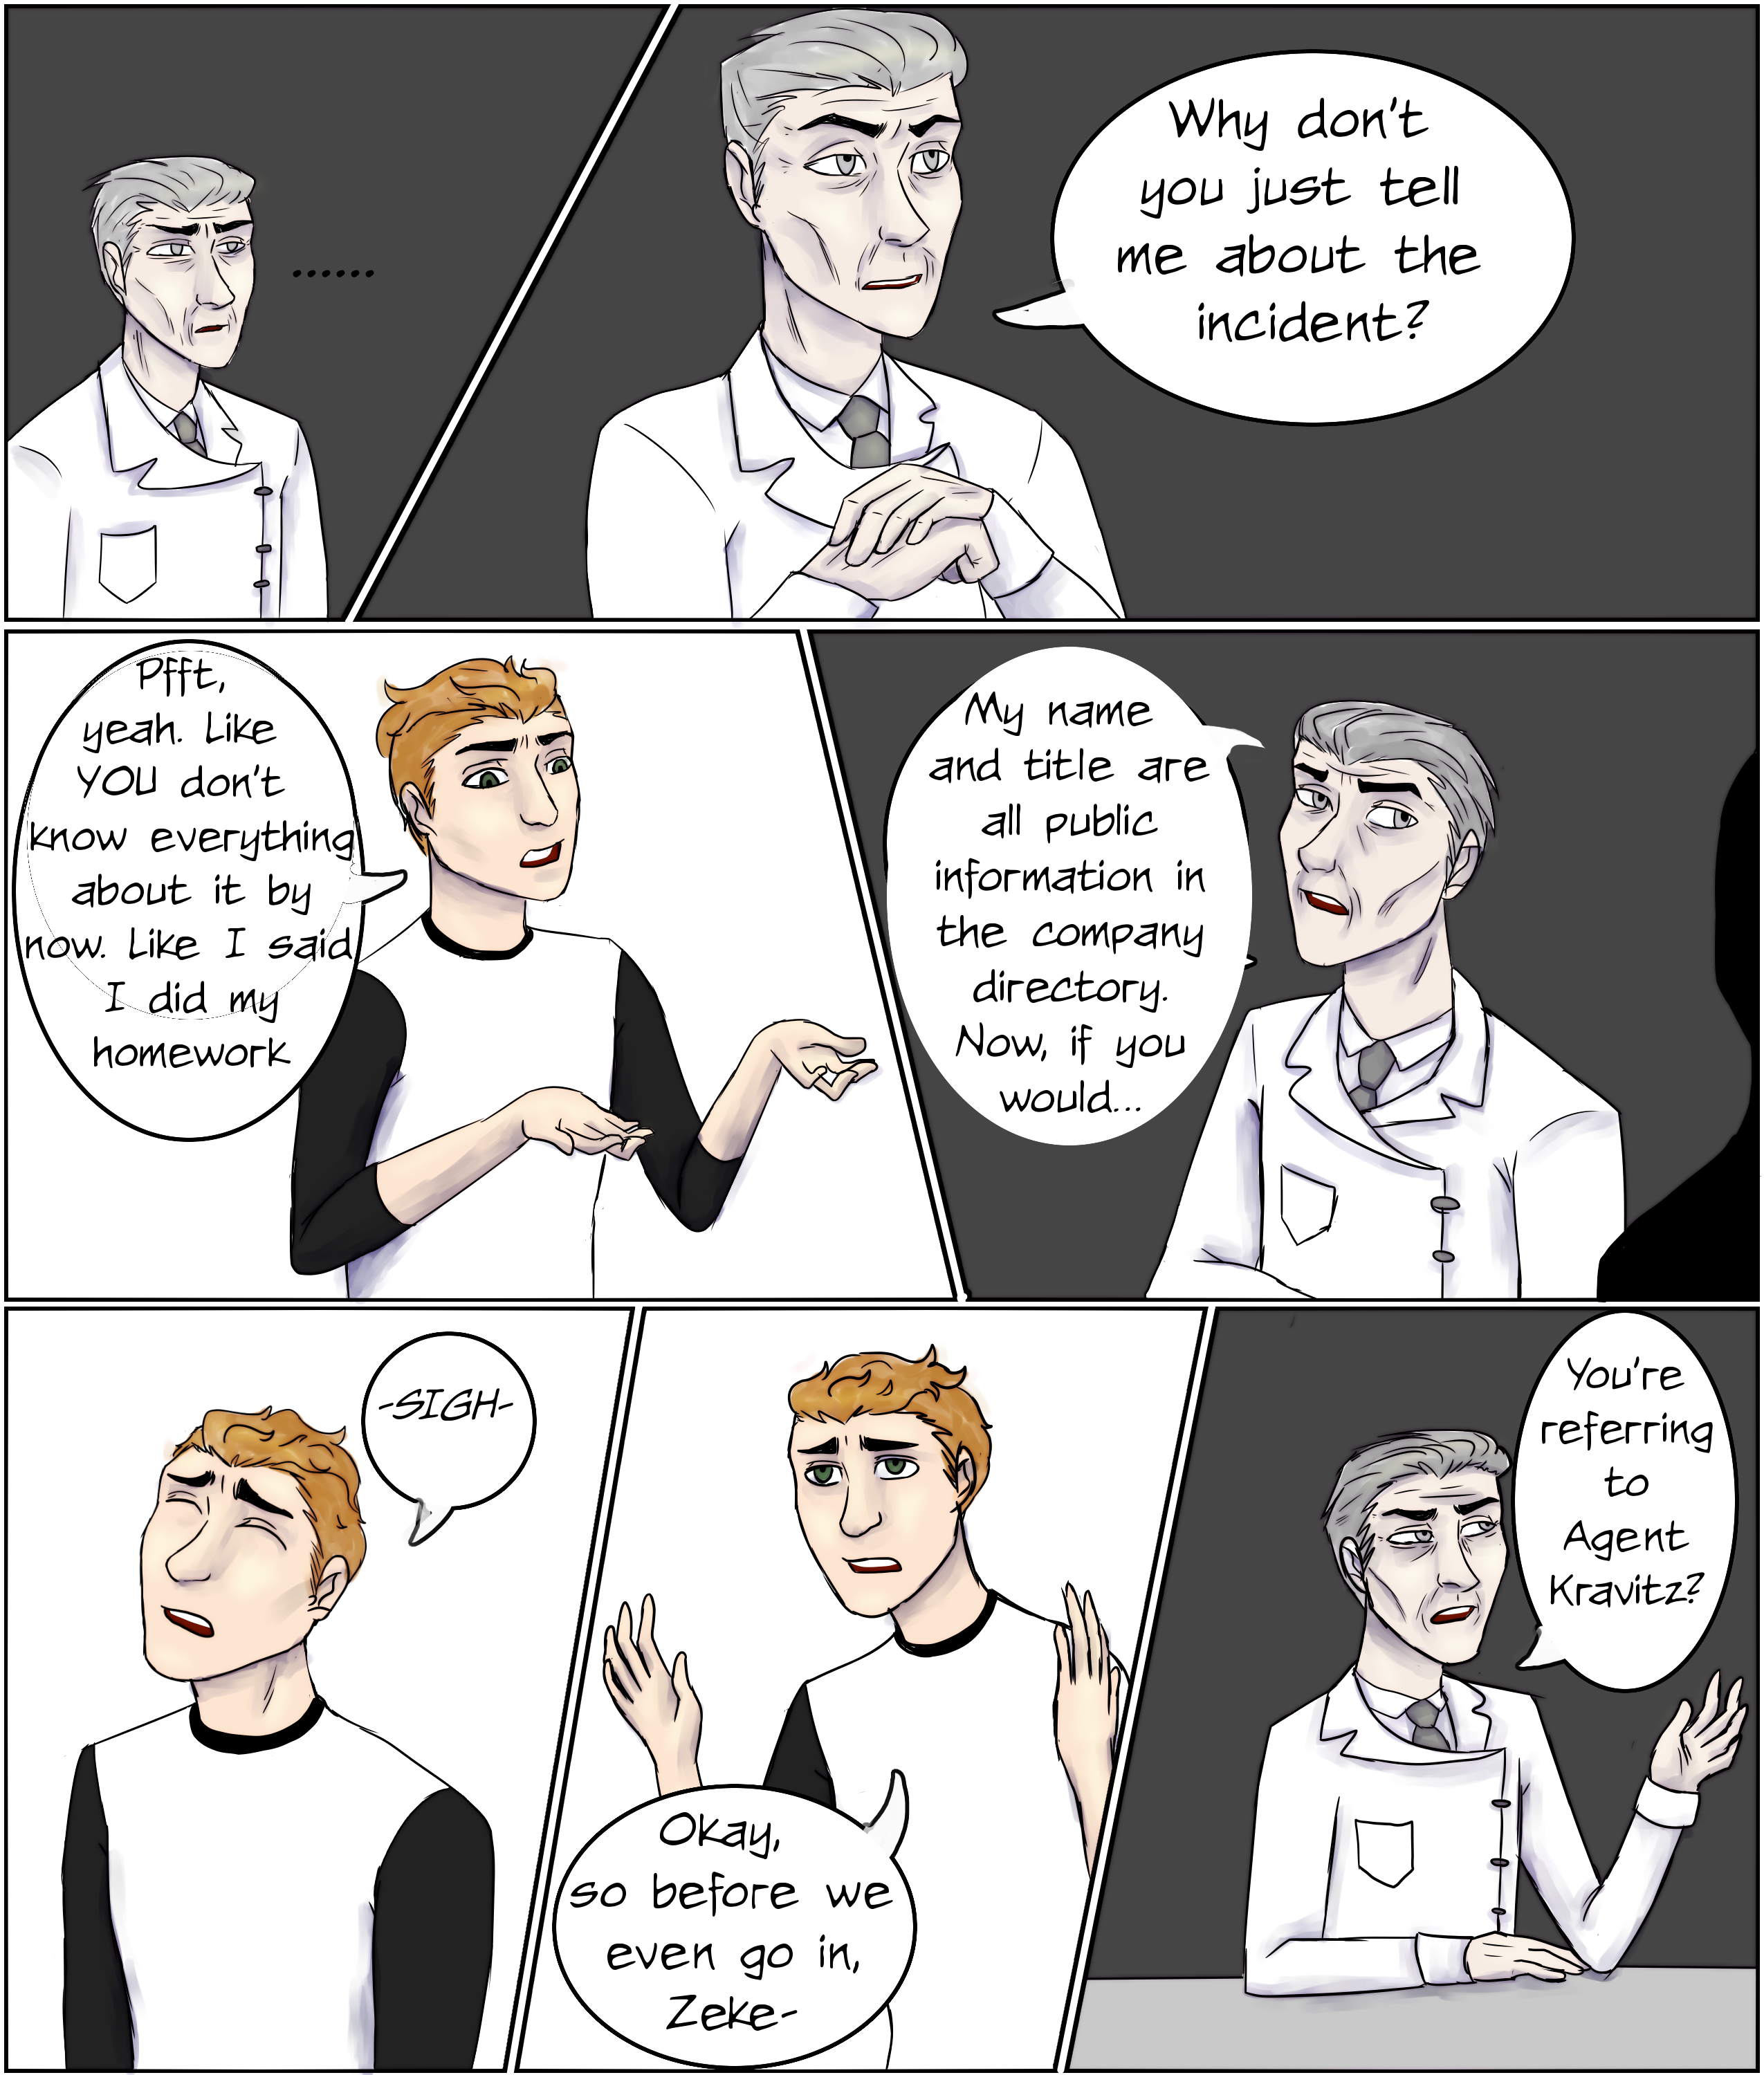 ......
Why don't
you just tell
me about the
incident?
Pfft,
yeah. Like
YOU don't
know everything
about it by
now. Like I said
I did my
homework
My name
and title are
all public
information in
the company
directory.
Now, if you
would...
-SIGH-
Okay,
so before we
even go in,
Zeke-
You're
referring
to
Agent
Kravitz?